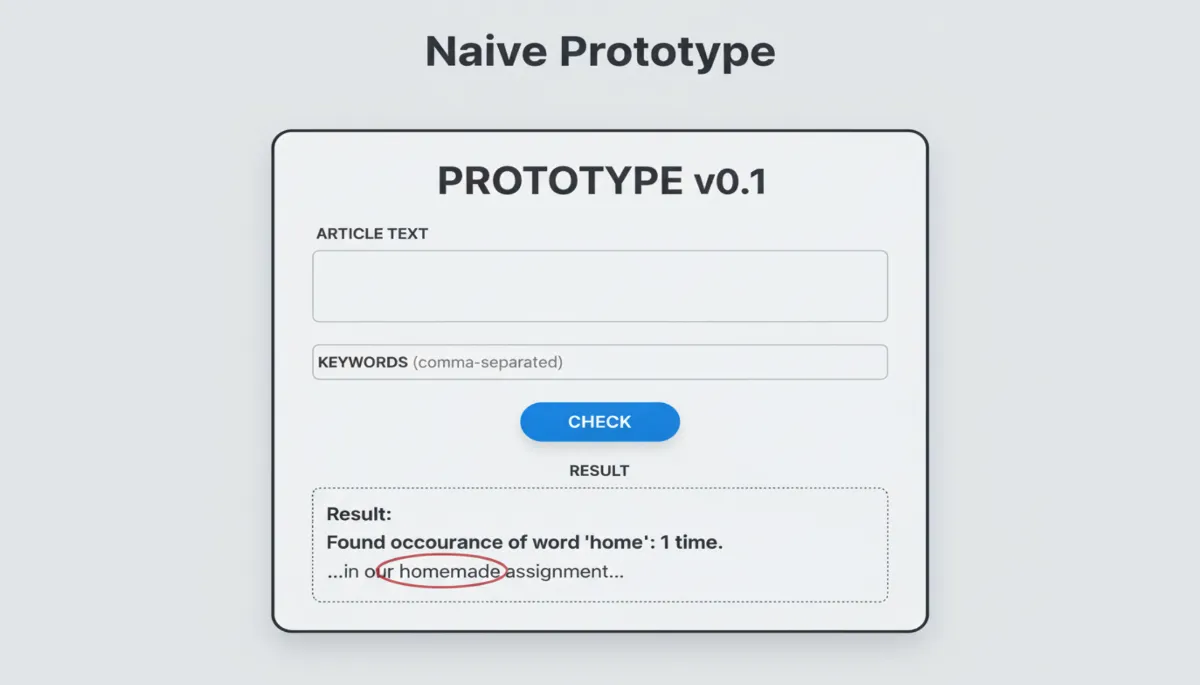 Naive Prototype
PROTOTYPE v0.1
ARTICLE TEXT
KEYWORDS (comma-separated)
CHECK
RESULT
Result:
Found occourance of word 'home': 1 time.
...in our homemade assignment...